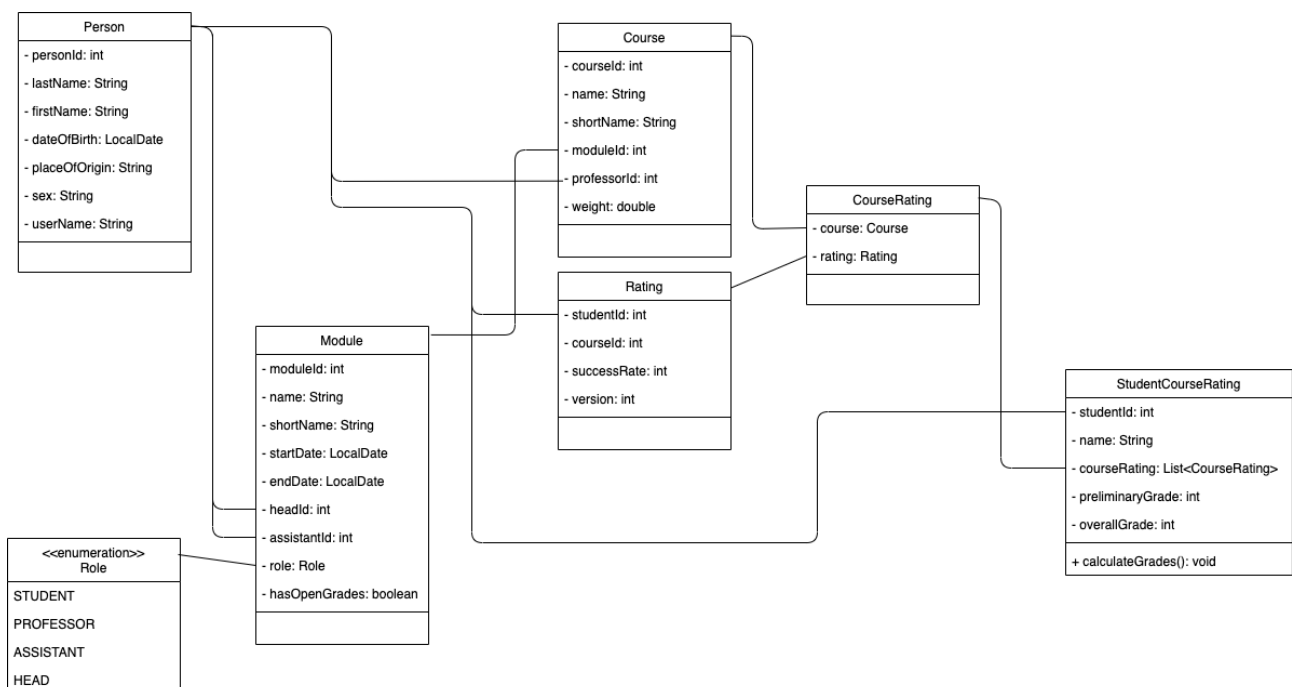 Person
- personId: int
- lastName: String
- firstName: String
- dateOfBirth: LocalDate
- placeOfOrigin: String
- sex: String
- userName: String
Course
- courseId: int
- name: String
- shortName: String
- moduleId: int
- professorId: int
- weight: double
CourseRating
- course: Course
- rating: Rating
Rating
- studentId: int
- courseId: int
- successRate: int
- version: int
Module
- moduleId: int
- name: String
- shortName: String
- startDate: LocalDate
- endDate: LocalDate
- headId: int
- assistantId: int
- role: Role
- hasOpenGrades: boolean
StudentCourseRating
- studentId: int
- name: String
- courseRating: List<CourseRating>
- preliminaryGrade: int
- overallGrade: int
+ calculateGrades(): void
<<enumeration>>
Role
STUDENT
PROFESSOR
ASSISTANT
HEAD